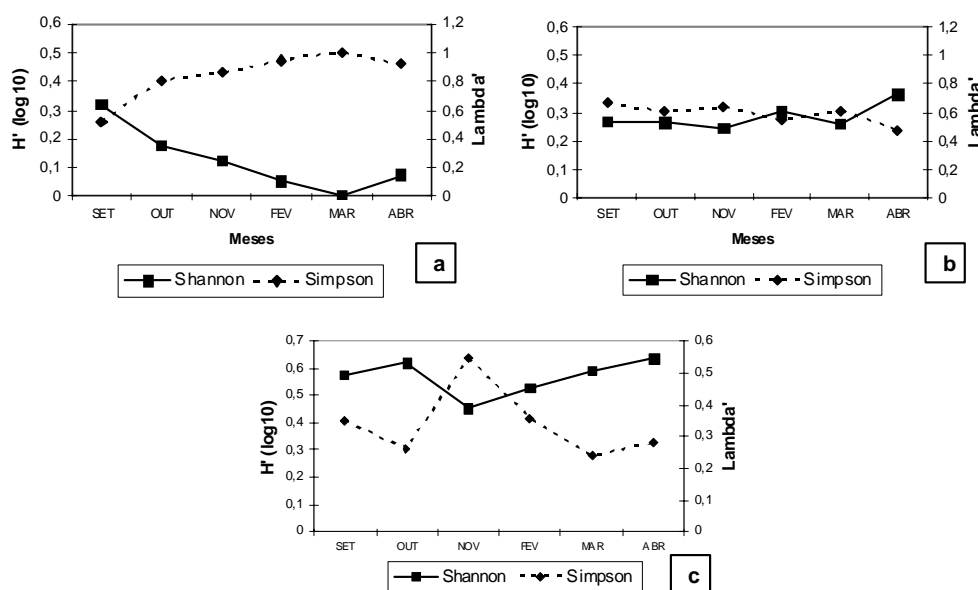 0,6
0,5
0,4
0,3
0,2
0,1
0
H' (log10)
1,2
1
0,8
0,6
0,4
0,2
0
Lambda'
SET OUT NOV FEV MAR ABR
Meses
Shannon Simpson
a
0,6
0,5
0,4
0,3
0,2
0,1
0
H' (log10)
1,2
1
0,8
0,6
0,4
0,2
0
Lambda'
SET OUT NOV FEV MAR ABR
Meses
Shannon Simpson
b
0,7
0,6
0,5
0,4
0,3
0,2
0,1
0
H' (log10)
0,6
0,5
0,4
0,3
0,2
0,1
0
Lambda'
SET OUT NOV FEV MAR ABR
Shannon Simpson
c